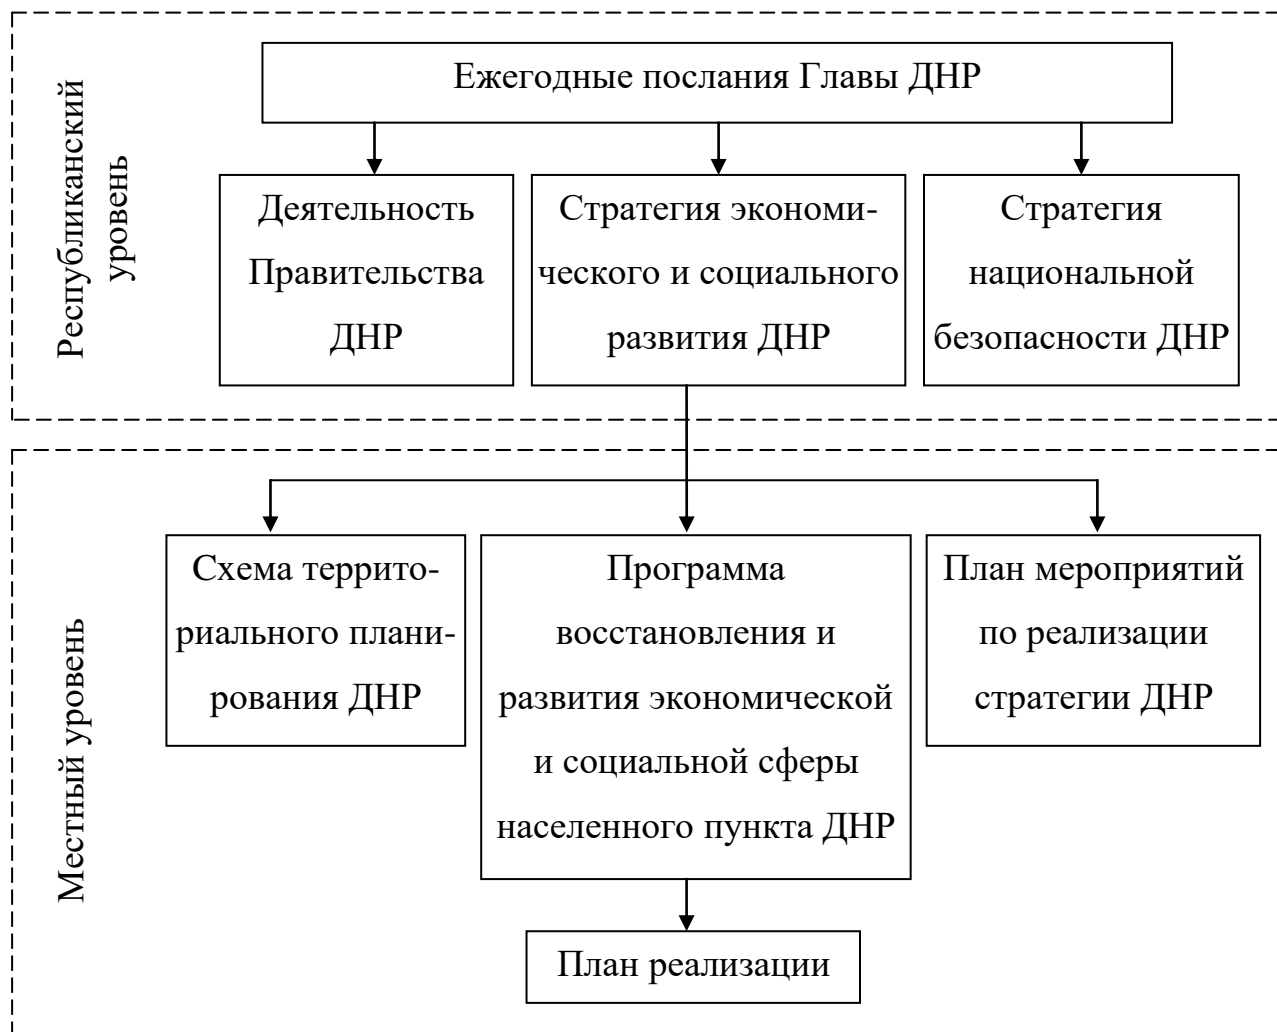 Республиканский
уровень
Ежегодные послания Главы ДНР
Деятельность
Правительства
ДНР
Стратегия экономи-
ческого и социального
развития ДНР
Стратегия
национальной
безопасности ДНР
Местный уровень
Схема террито-
риального плани-
рования ДНР
Программа
восстановления и
развития экономической
и социальной сферы
населенного пункта ДНР
План мероприятий
по реализации
стратегии ДНР
План реализации